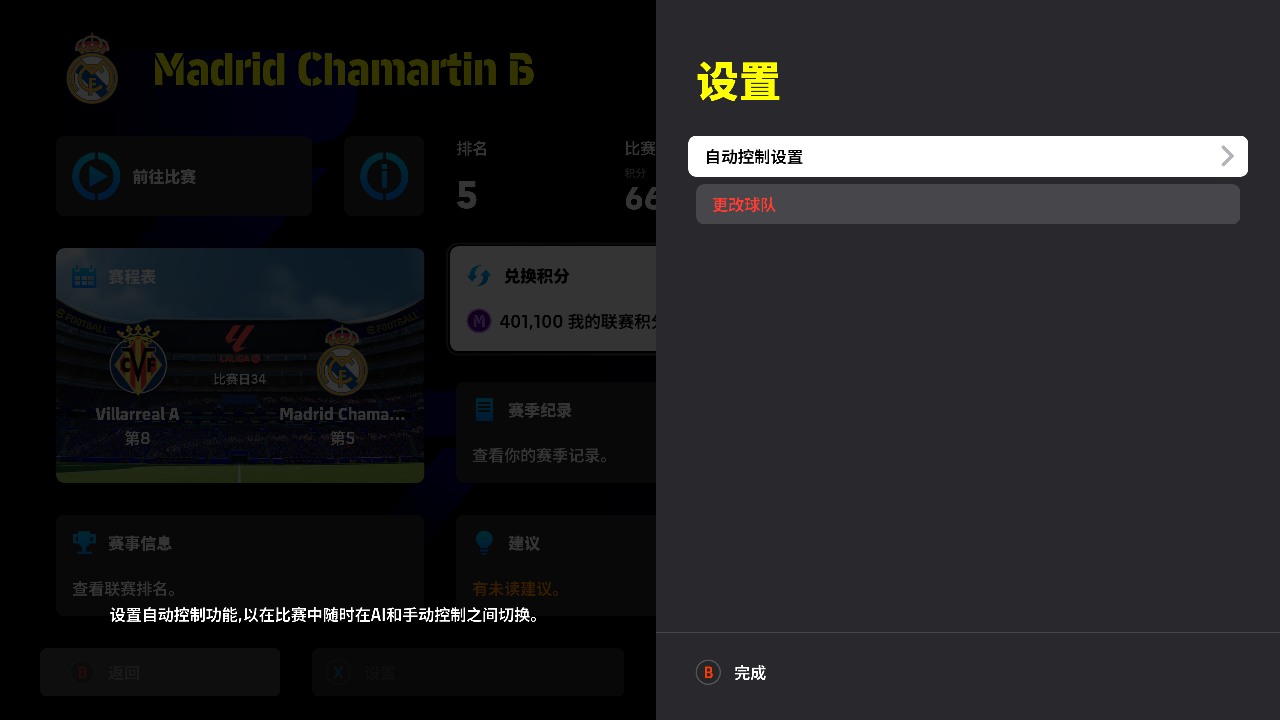 Madrid Chamartin B
设置
前往比赛
排名
5
比赛
积分
66
自动控制设置
更改球队
赛程表
兑换积分
M
401,100 我的联赛积分
EFOOTBALL
EFOOTBALL
LALIGA
比赛日34
Villarreal A
第8
Madrid Chama...
第5
赛季纪录
查看你的赛季记录。
赛事信息
查看联赛排名。
建议
有未读建议。
设置自动控制功能,以在比赛中随时在AI和手动控制之间切换。
B 返回
X 设置
B 完成